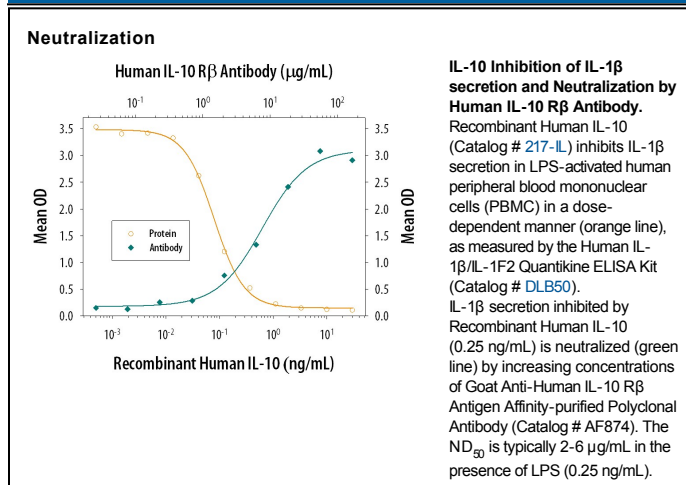 Neutralization
Human IL-10 Rβ Antibody (μg/mL)
10⁻¹ 10⁰ 10¹ 10²
3.5 3.5
3.0 3.0
2.5 2.5
2.0 2.0
1.5 1.5
1.0 1.0
0.5 0.5
0.0 0.0
Mean OD
Mean OD
Protein
Antibody
10⁻³ 10⁻² 10⁻¹ 10⁰ 10¹
Recombinant Human IL-10 (ng/mL)
IL-10 Inhibition of IL-1β
secretion and Neutralization by
Human IL-10 Rβ Antibody.
Recombinant Human IL-10
(Catalog # 217-IL) inhibits IL-1β
secretion in LPS-activated human
peripheral blood mononuclear
cells (PBMC) in a dose-
dependent manner (orange line),
as measured by the Human IL-
1β/IL-1F2 Quantikine ELISA Kit
(Catalog # DLB50).
IL-1β secretion inhibited by
Recombinant Human IL-10
(0.25 ng/mL) is neutralized (green
line) by increasing concentrations
of Goat Anti-Human IL-10 Rβ
Antigen Affinity-purified Polyclonal
Antibody (Catalog # AF874). The
ND₅₀ is typically 2-6 µg/mL in the
presence of LPS (0.25 ng/mL).